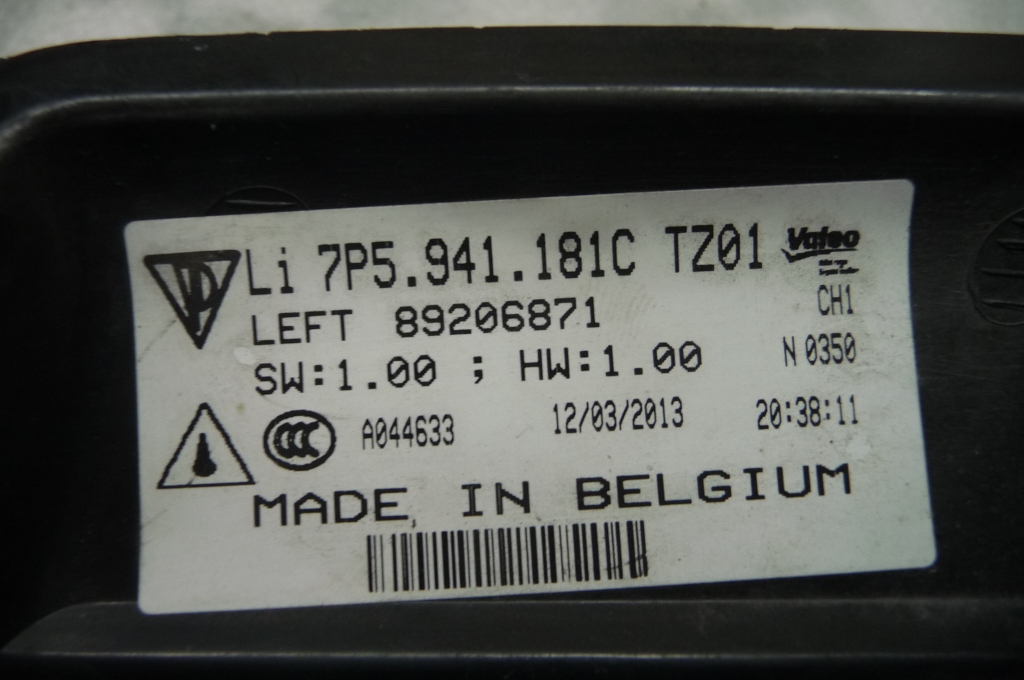 Li 7P5.941.181C TZ01 Valeo
LEFT 89206871 CH1
SW:1.00 ; HW:1.00 N 0350
CCC A044633 12/03/2013 20:38:11
MADE IN BELGIUM